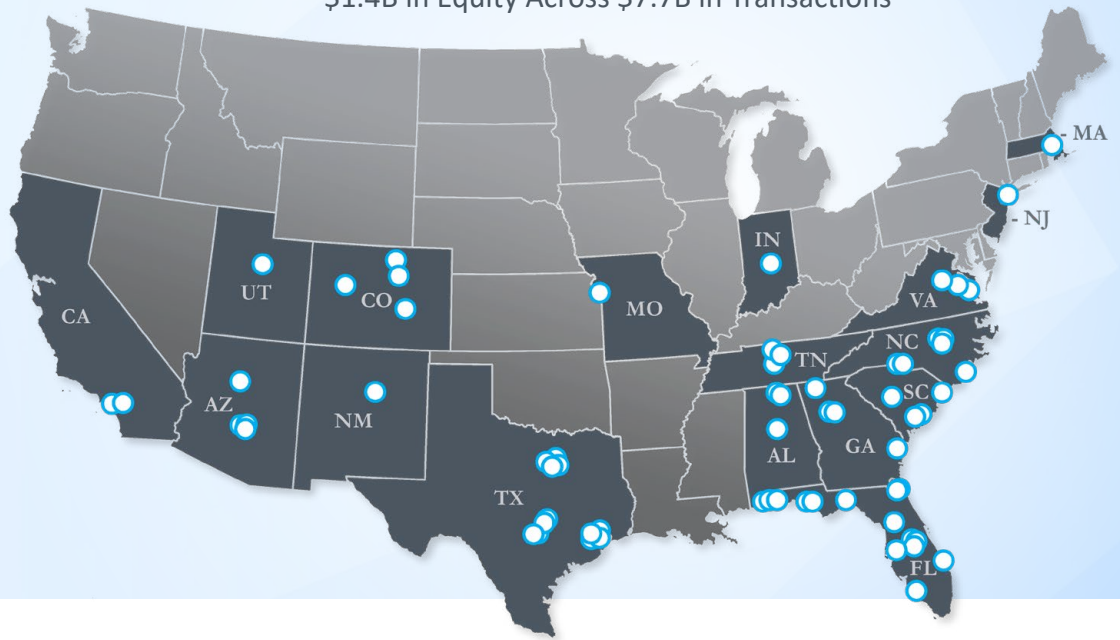 $1.4B in Equity Across $7.7B in Transactions
- MA
- NJ
IN
UT
CO
MO
VA
CA
NC
TN
AZ
NM
SC
GA
AL
TX
FL